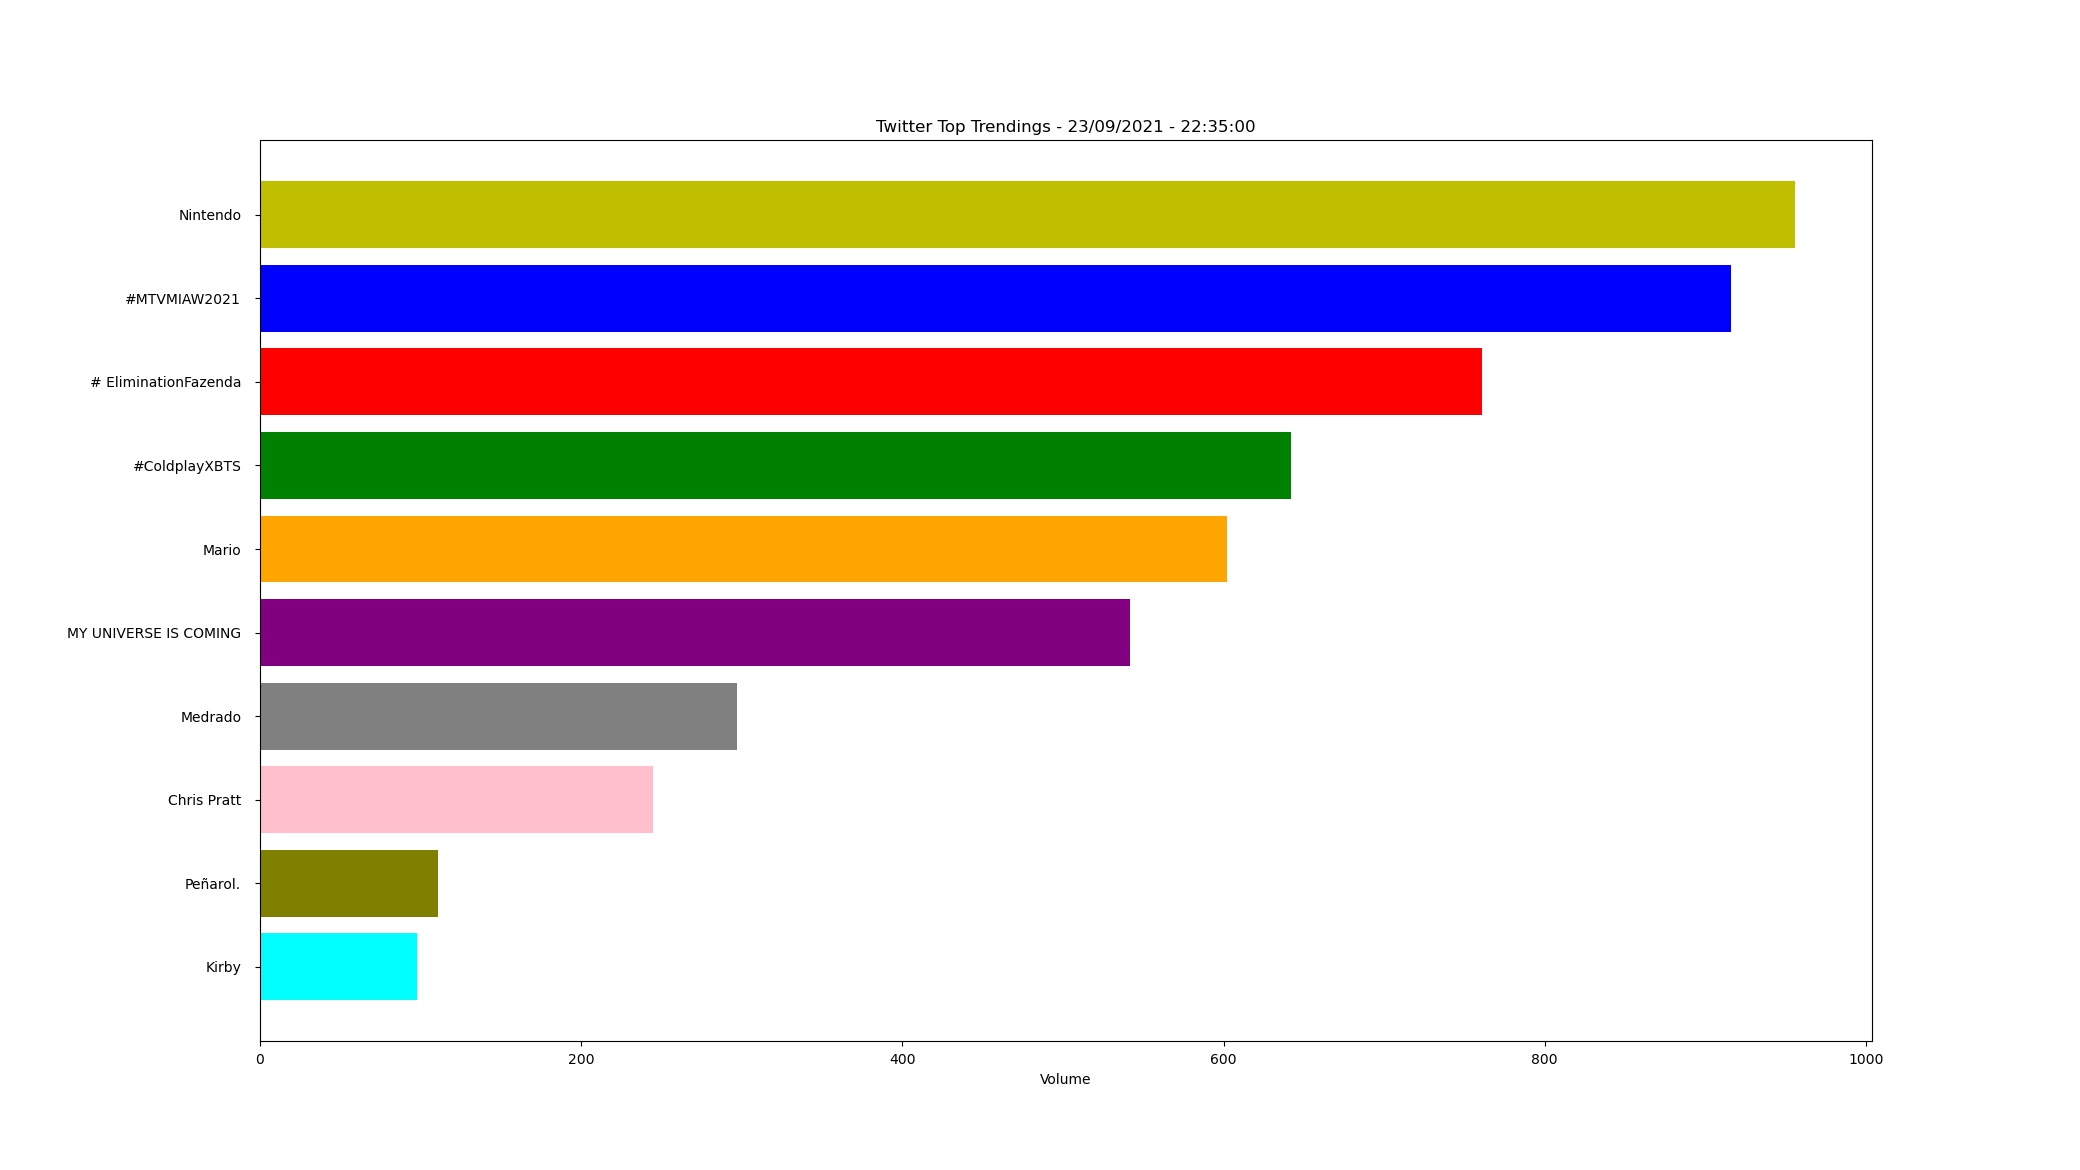 Twitter Top Trendings - 23/09/2021 - 22:35:00
Nintendo
#MTVMIAW2021
# EliminationFazenda
#ColdplayXBTS
Mario
MY UNIVERSE IS COMING
Medrado
Chris Pratt
Peñarol.
Kirby
0 200 400 600 800 1000
Volume